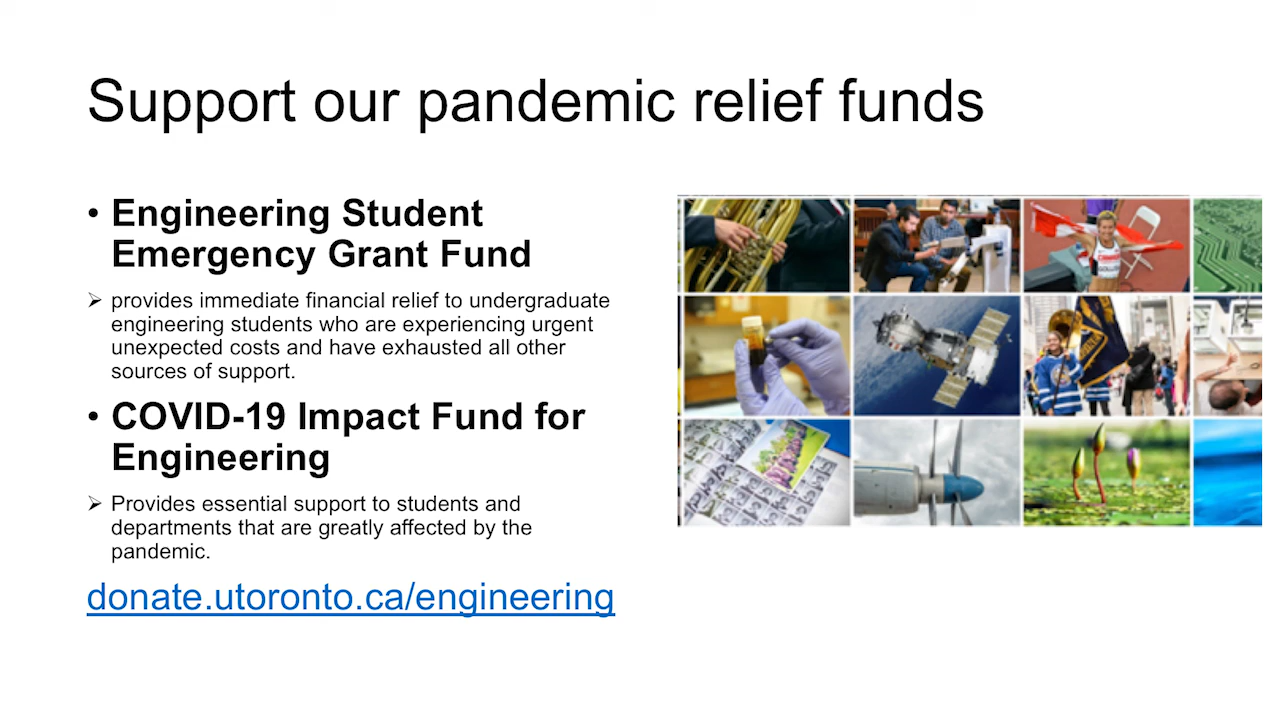 Support our pandemic relief funds
• Engineering Student
Emergency Grant Fund
➢ provides immediate financial relief to undergraduate
engineering students who are experiencing urgent
unexpected costs and have exhausted all other
sources of support.
• COVID-19 Impact Fund for
Engineering
➢ Provides essential support to students and
departments that are greatly affected by the
pandemic.
donate.utoronto.ca/engineering